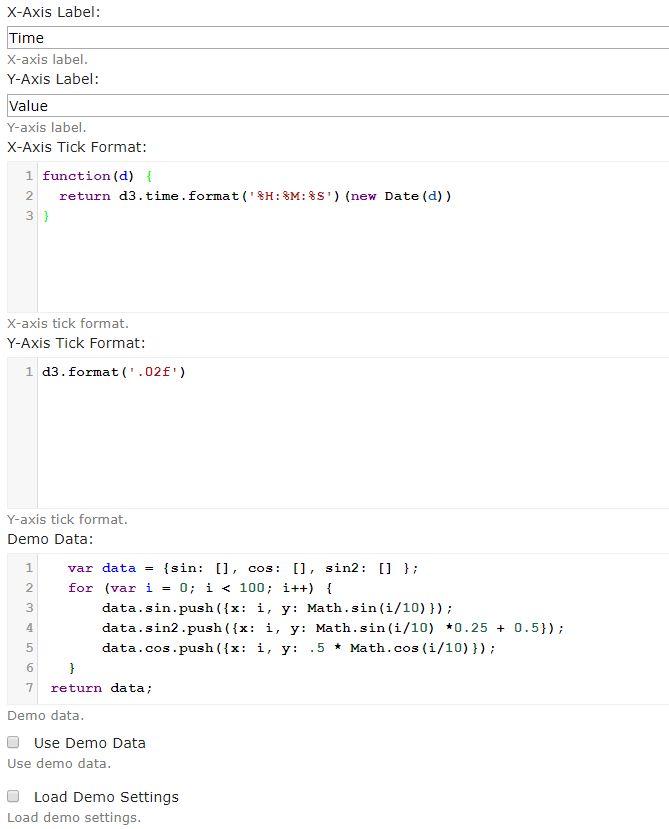 X-Axis Label:
Time
X-axis label.
Y-Axis Label:
Value
Y-axis label.
X-Axis Tick Format:
1 function(d) {
2   return d3.time.format('%H:%M:%S')(new Date(d))
3 }
X-axis tick format.
Y-Axis Tick Format:
1 d3.format('.02f')
Y-axis tick format.
Demo Data:
1    var data = {sin: [], cos: [], sin2: [] };
2    for (var i = 0; i < 100; i++) {
3        data.sin.push({x: i, y: Math.sin(i/10)});
4        data.sin2.push({x: i, y: Math.sin(i/10) *0.25 + 0.5});
5        data.cos.push({x: i, y: .5 * Math.cos(i/10)});
6    }
7  return data;
Demo data.
Use Demo Data
Use demo data.
Load Demo Settings
Load demo settings.